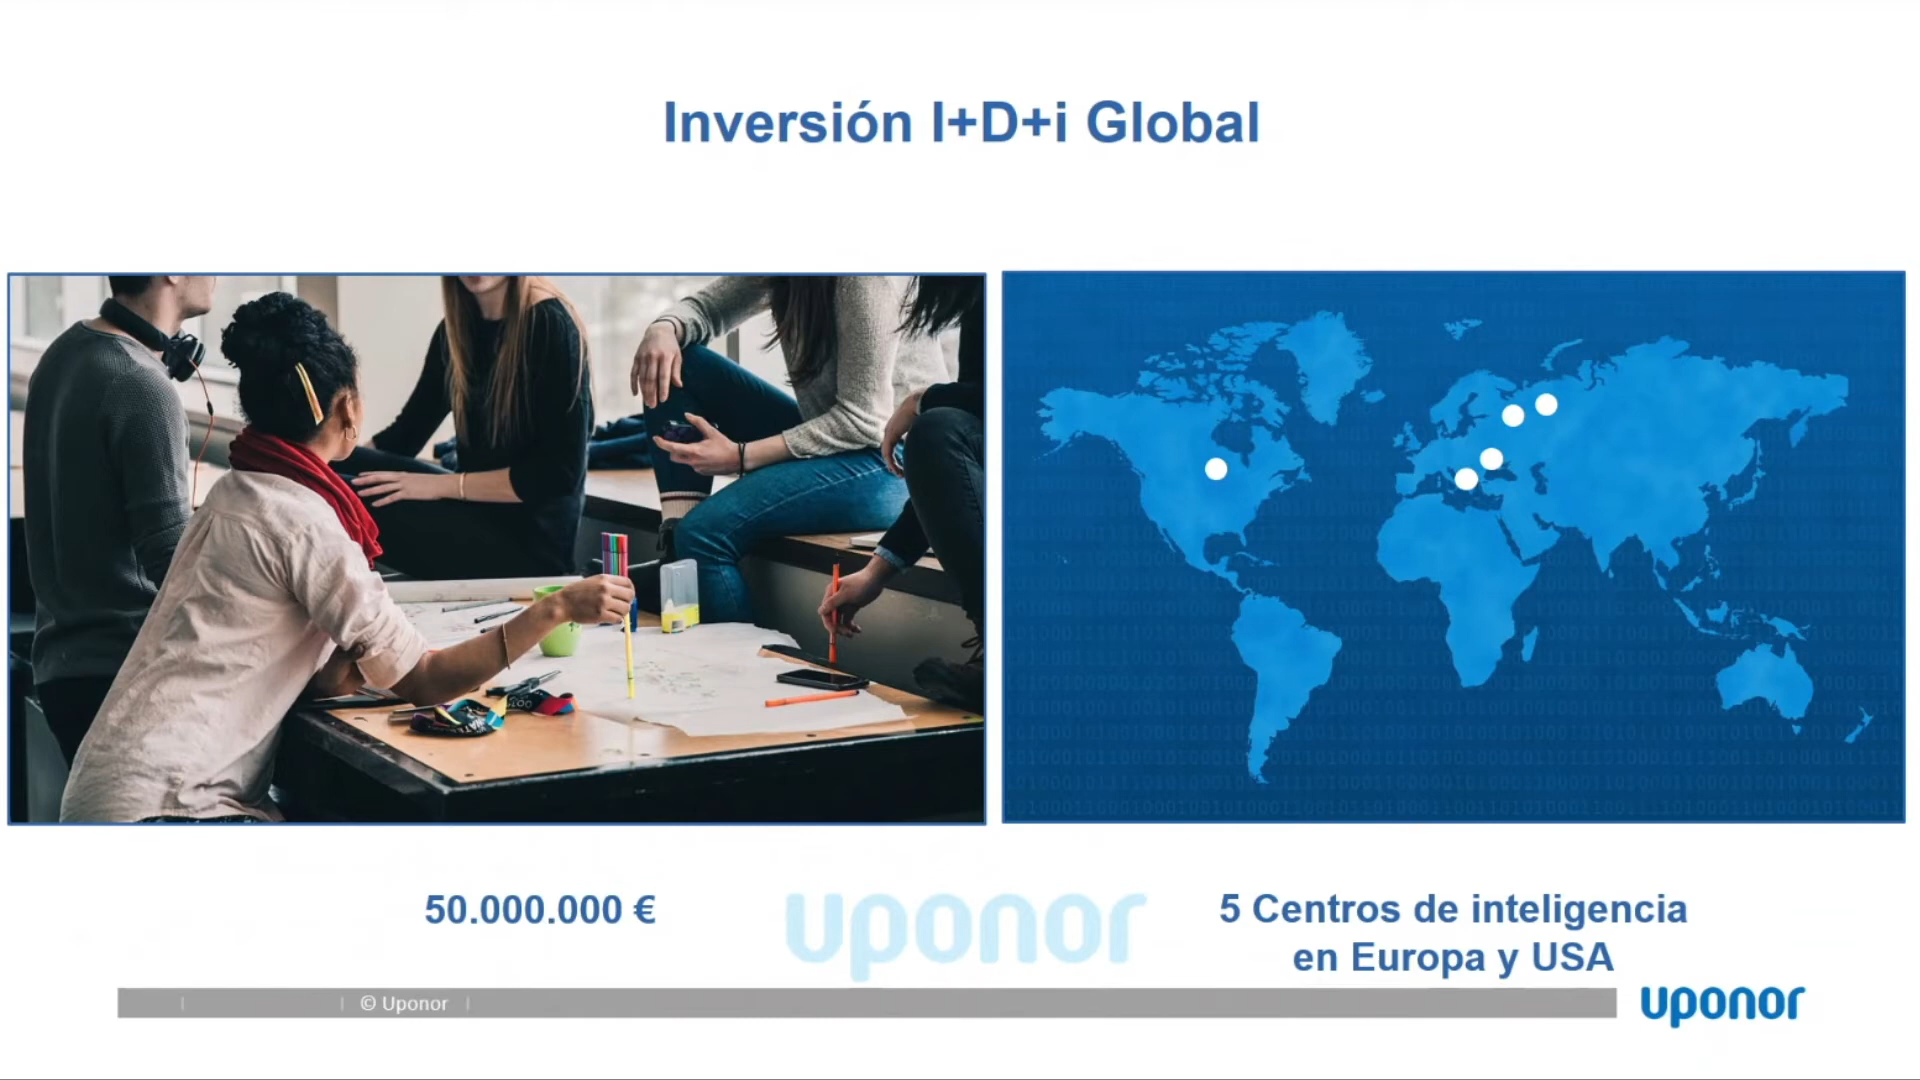 Inversión I+D+i Global
50.000.000 €
uponor
5 Centros de inteligencia
en Europa y USA
© Uponor
uponor